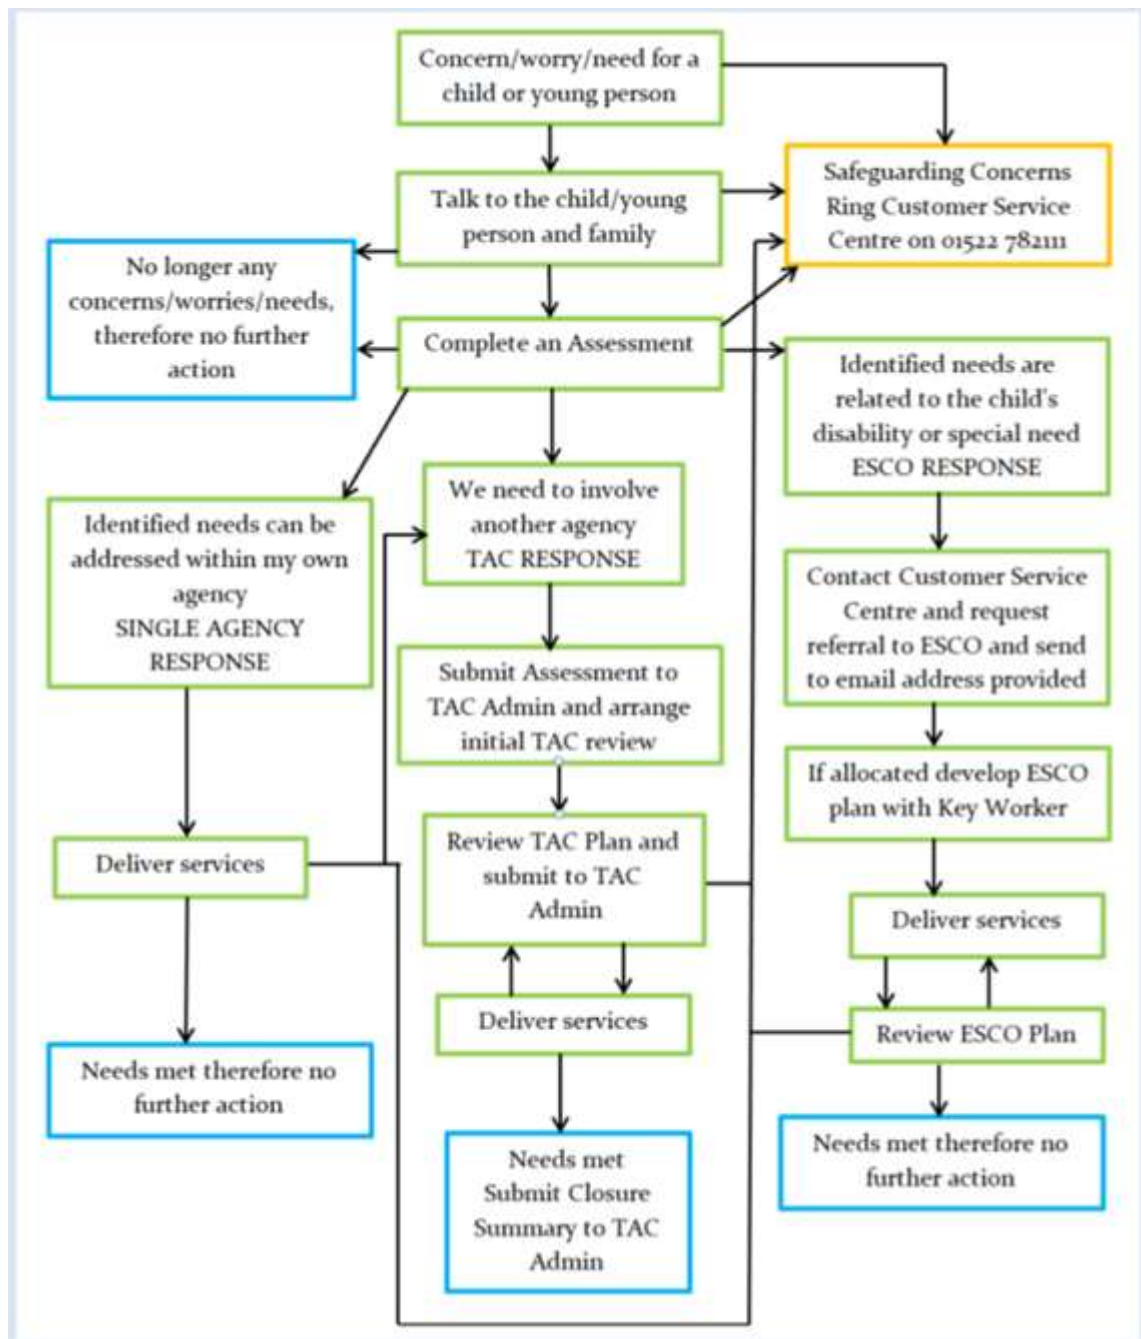 Concern/worry/need for a
child or young person
Safeguarding Concerns
Ring Customer Service
Centre on 01522 782111
Talk to the child/young
person and family
No longer any
concerns/worries/needs,
therefore no further
action
Complete an Assessment
Identified needs are
related to the child's
disability or special need
ESCO RESPONSE
We need to involve
another agency
TAC RESPONSE
Identified needs can be
addressed within my own
agency
SINGLE AGENCY
RESPONSE
Contact Customer Service
Centre and request
referral to ESCO and send
to email address provided
Submit Assessment to
TAC Admin and arrange
initial TAC review
If allocated develop ESCO
plan with Key Worker
Review TAC Plan and
submit to TAC
Admin
Deliver services
Deliver services
Deliver services
Review ESCO Plan
Needs met therefore no
further action
Needs met
Submit Closure
Summary to TAC
Admin
Needs met therefore no
further action